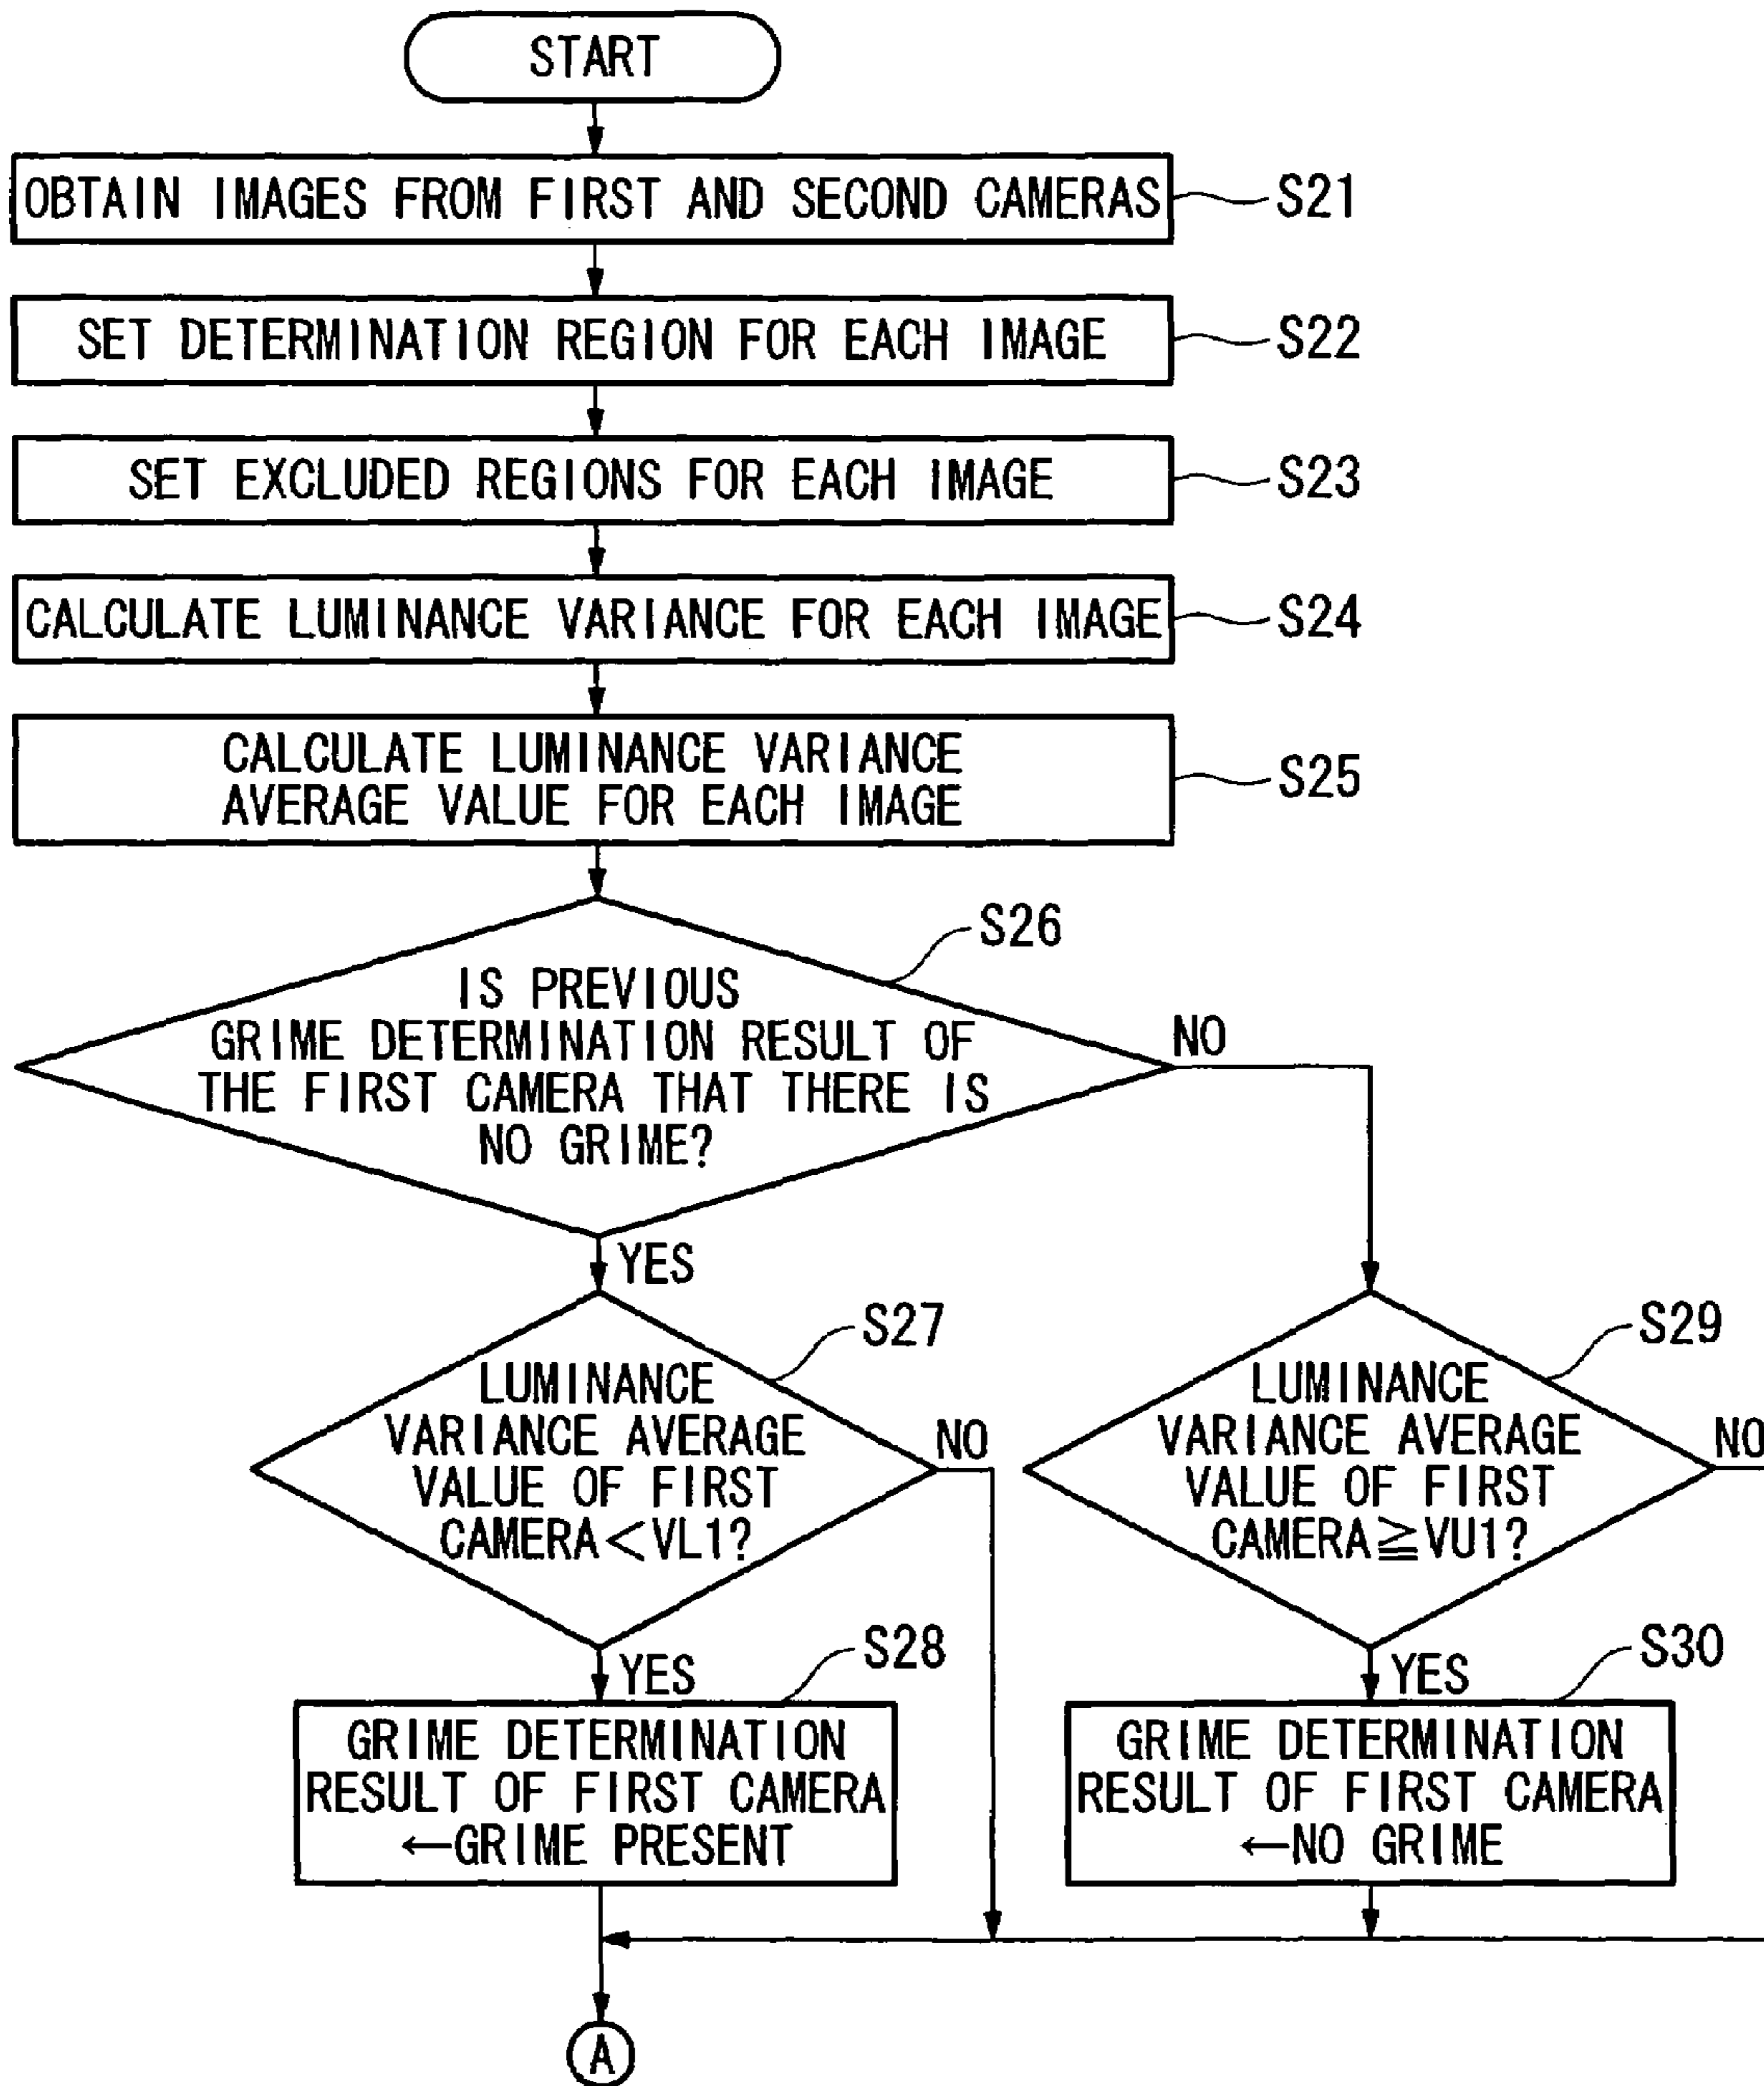 START
OBTAIN IMAGES FROM FIRST AND SECOND CAMERAS
S21
SET DETERMINATION REGION FOR EACH IMAGE
S22
SET EXCLUDED REGIONS FOR EACH IMAGE
S23
CALCULATE LUMINANCE VARIANCE FOR EACH IMAGE
S24
CALCULATE LUMINANCE VARIANCE
AVERAGE VALUE FOR EACH IMAGE
S25
S26
IS PREVIOUS
GRIME DETERMINATION RESULT OF
THE FIRST CAMERA THAT THERE IS
NO GRIME?
NO
YES
S27
LUMINANCE
VARIANCE AVERAGE
VALUE OF FIRST
CAMERA<VL1?
NO
YES
S28
GRIME DETERMINATION
RESULT OF FIRST CAMERA
←GRIME PRESENT
S29
LUMINANCE
VARIANCE AVERAGE
VALUE OF FIRST
CAMERA≧VU1?
NO
YES
S30
GRIME DETERMINATION
RESULT OF FIRST CAMERA
←NO GRIME
A